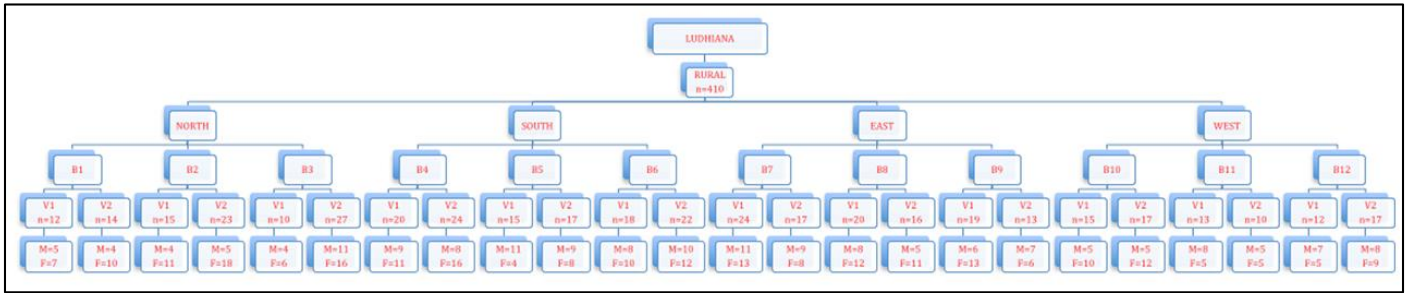 LUDHIANA
RURAL
n=410
NORTH
SOUTH
EAST
WEST
B1
B2
B3
B4
B5
B6
B7
B8
B9
B10
B11
B12
V1
n=12
V2
n=14
V1
n=15
V2
n=23
V1
n=10
V2
n=27
V1
n=20
V2
n=24
V1
n=15
V2
n=17
V1
n=18
V2
n=22
V1
n=24
V2
n=17
V1
n=20
V2
n=16
V1
n=19
V2
n=13
V1
n=15
V2
n=17
V1
n=13
V2
n=10
V1
n=12
V2
n=17
M=5
F=7
M=4
F=10
M=4
F=11
M=5
F=18
M=4
F=6
M=11
F=16
M=9
F=11
M=8
F=16
M=11
F=4
M=9
F=8
M=8
F=10
M=10
F=12
M=11
F=13
M=9
F=8
M=8
F=12
M=5
F=11
M=6
F=13
M=7
F=6
M=5
F=10
M=5
F=12
M=8
F=5
M=5
F=5
M=7
F=5
M=8
F=9